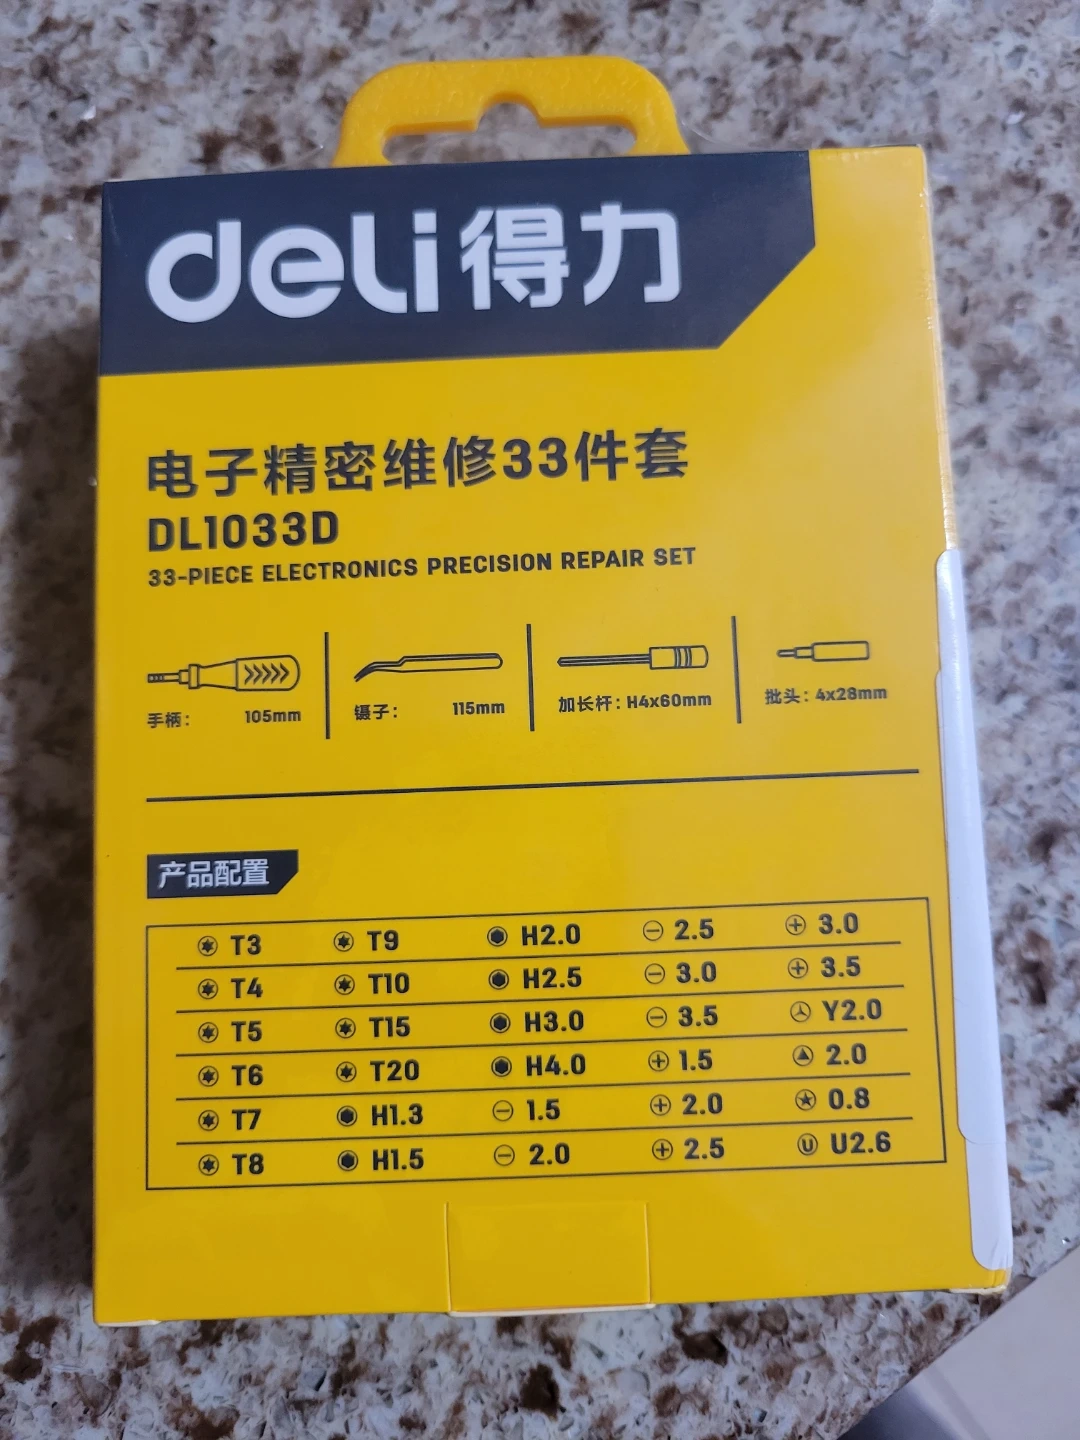 deli 得力
电子精密维修33件套
DL1033D
33-PIECE ELECTRONICS PRECISION REPAIR SET
手柄: 105mm
镊子: 115mm
加长杆: H4x60mm
批头: 4x28mm
产品配置
T3 T9 H2.0 2.5 3.0
T4 T10 H2.5 3.0 3.5
T5 T15 H3.0 3.5 Y2.0
T6 T20 H4.0 1.5 2.0
T7 H1.3 1.5 2.0 0.8
T8 H1.5 2.0 2.5 U2.6